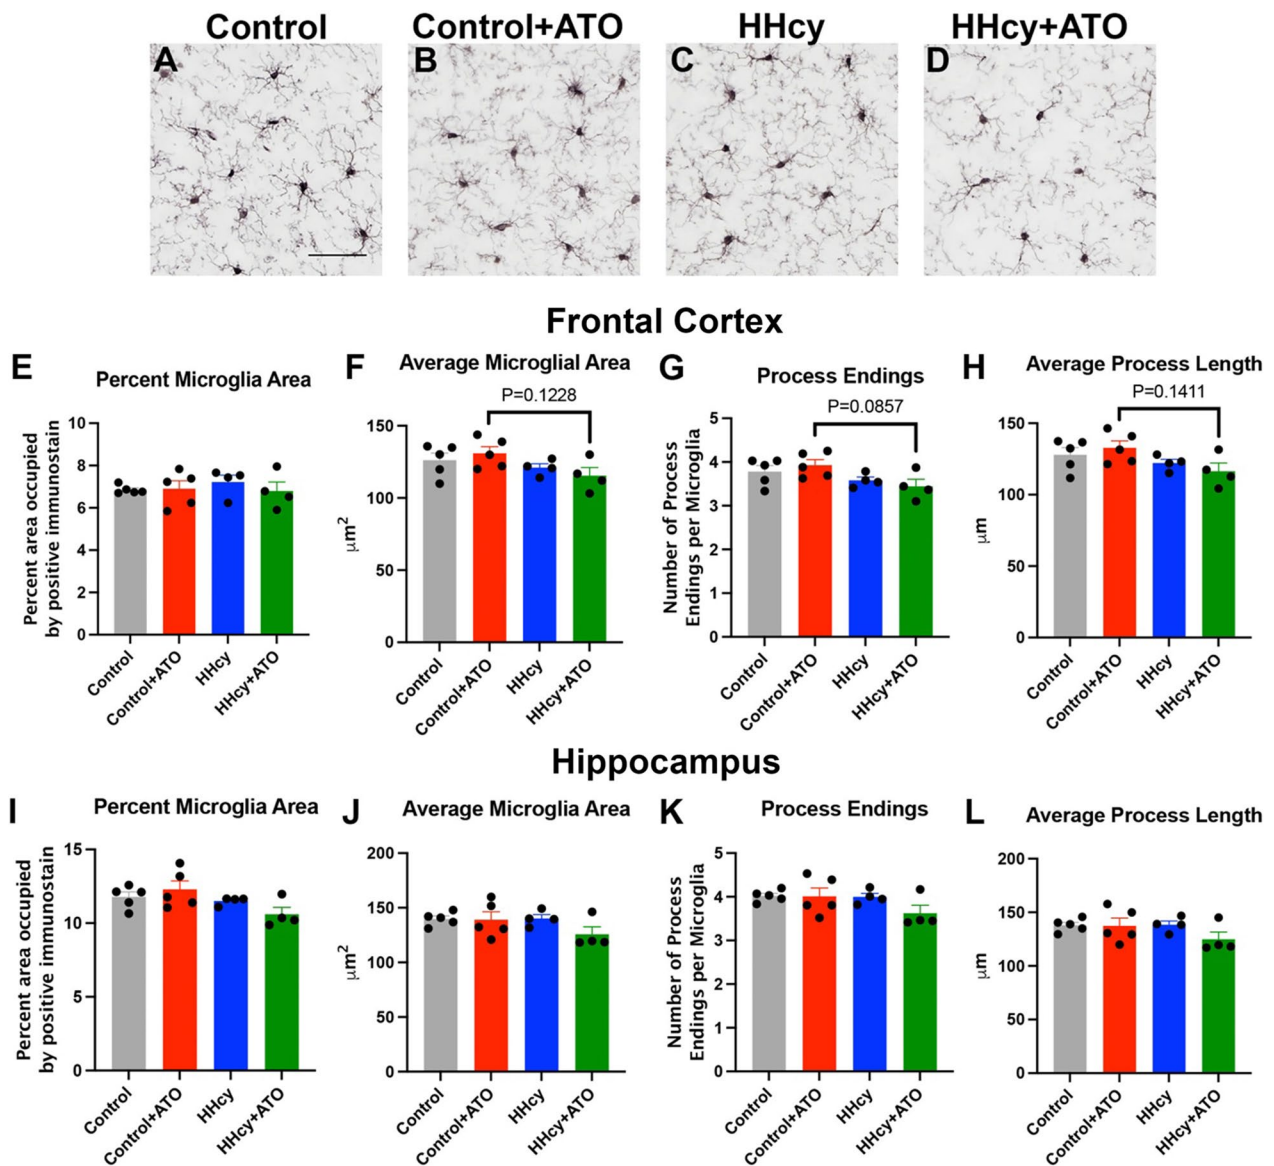 Control Control+ATO HHcy HHcy+ATO
A B C D
Frontal Cortex
E Percent Microglia Area
Percent area occupied
by positive immunostain
10
8
6
4
2
0
Control Control+ATO HHcy HHcy+ATO
F Average Microglial Area
P=0.1228
μm²
150
100
50
0
Control Control+ATO HHcy HHcy+ATO
G Process Endings
P=0.0857
Number of Process
Endings per Microglia
5
4
3
2
1
0
Control Control+ATO HHcy HHcy+ATO
H Average Process Length
P=0.1411
μm
150
100
50
0
Control Control+ATO HHcy HHcy+ATO
Hippocampus
I Percent Microglia Area
Percent area occupied
by positive immunostain
15
10
5
0
Control Control+ATO HHcy HHcy+ATO
J Average Microglia Area
μm²
200
150
100
50
0
Control Control+ATO HHcy HHcy+ATO
K Process Endings
Number of Process
Endings per Microglia
5
4
3
2
1
0
Control Control+ATO HHcy HHcy+ATO
L Average Process Length
μm
200
150
100
50
0
Control Control+ATO HHcy HHcy+ATO